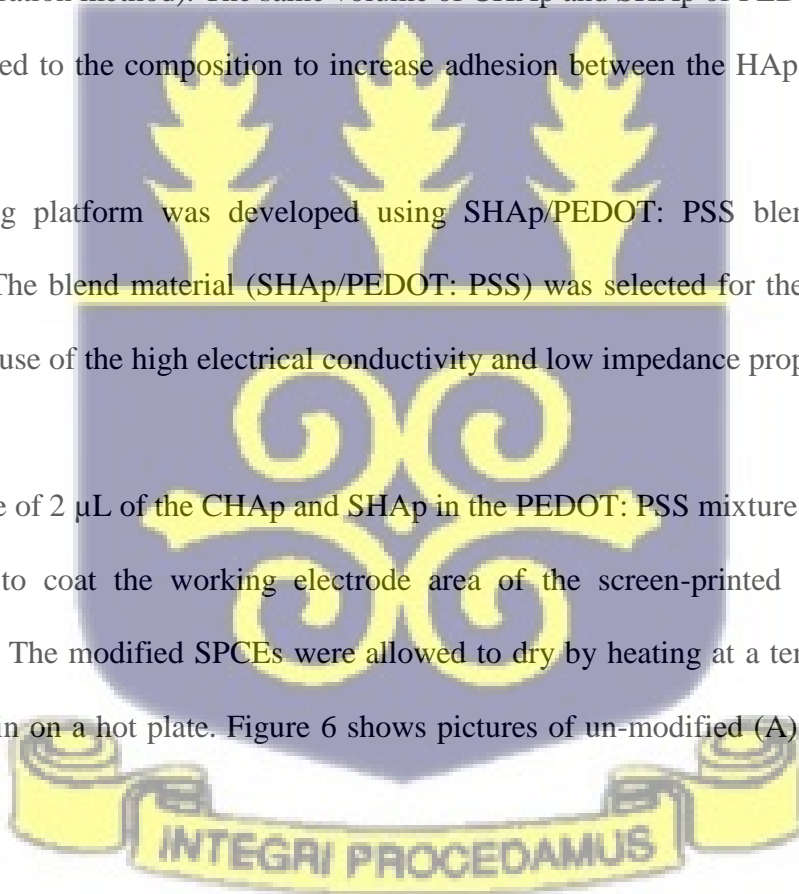 ration method). The same volume of CHAp and SHAp of PED
ed to the composition to increase adhesion between the HAp
g platform was developed using SHAp/PEDOT: PSS blen
The blend material (SHAp/PEDOT: PSS) was selected for the
use of the high electrical conductivity and low impedance prop
e of 2 µL of the CHAp and SHAp in the PEDOT: PSS mixture
to coat the working electrode area of the screen-printed
The modified SPCEs were allowed to dry by heating at a
in on a hot plate. Figure 6 shows pictures of un-modified (A)
INTEGRI PROCEDAMUS